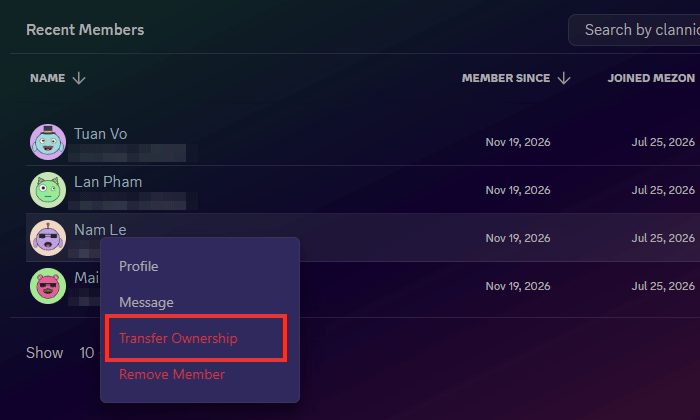 Recent Members
Search by clannic
NAME MEMBER SINCE JOINED MEZON
Tuan Vo
Nov 19, 2026 Jul 25, 2026
Lan Pham
Nov 19, 2026 Jul 25, 2026
Nam Le
Nov 19, 2026 Jul 25, 2026
Mai
Nov 19, 2026 Jul 25, 2026
Profile
Message
Transfer Ownership
Show 10
Remove Member